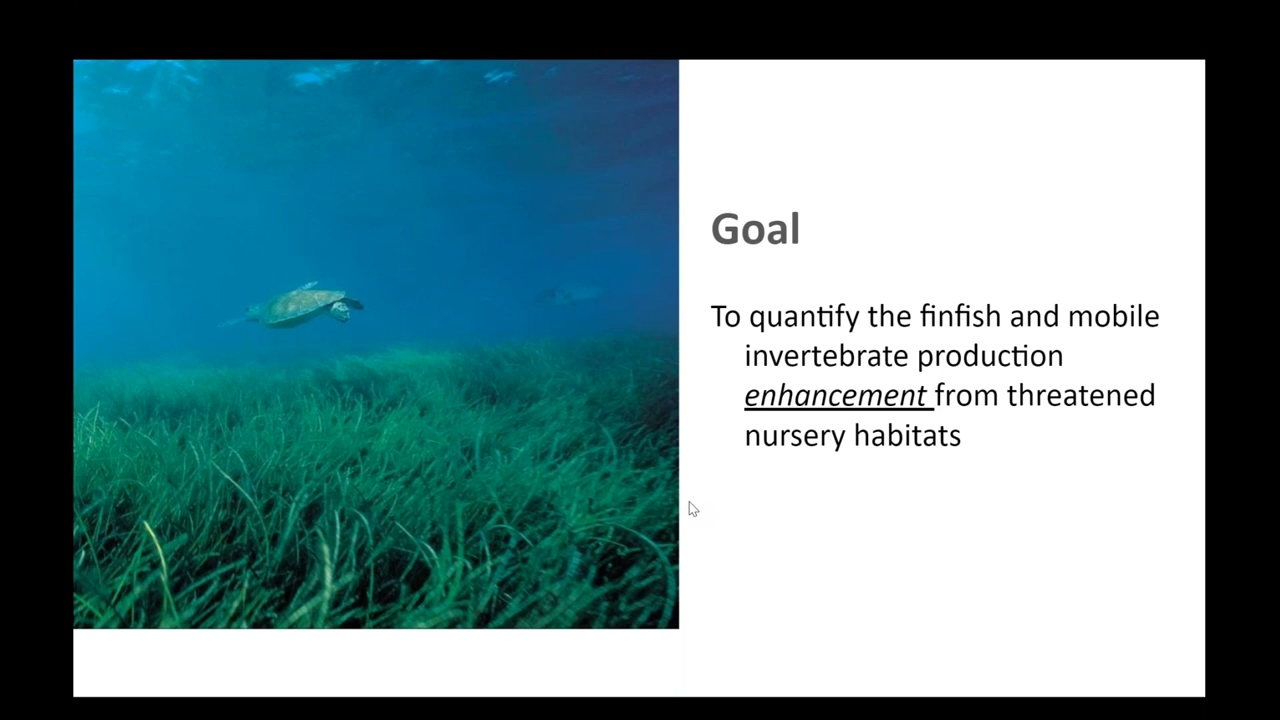 Goal
To quantify the finfish and mobile
invertebrate production
enhancement from threatened
nursery habitats